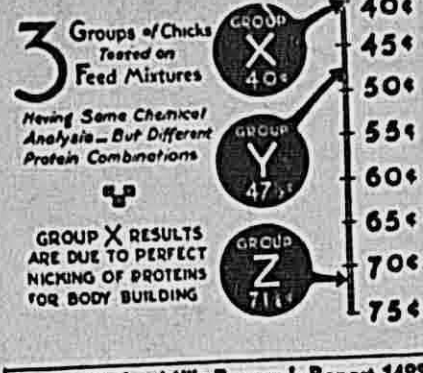 3 Groups of Chicks
Tested on
Feed Mixtures
Having Same Chemical
Analysis – But Different
Protein Combinations
GROUP X RESULTS
ARE DUE TO PERFECT
NICKING OF PROTEINS
FOR BODY BUILDING
GROUP
X
40¢
GROUP
Y
GROUP
Z
40¢
45¢
50¢
55¢
60¢
65¢
70¢
75¢
Report